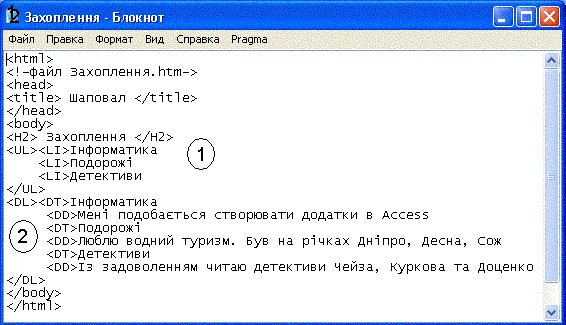 Захоплення - Блокнот
Файл Правка Формат Вид Справка Pragma
<html>
<!-файл Захоплення.htm->
<head>
<title> Шаповал </title>
</head>
<body>
<H2> Захоплення </H2>
<UL><LI>Інформатика
<LI>Подорожі
<LI>Детективи
</UL>
1
<DL><DT>Інформатика
<DD>Мені подобається створювати додатки в Access
<DT>Подорожі
<DD>Люблю водний туризм. Був на річках Дніпро, Десна, Сож
<DT>Детективи
<DD>Із задоволенням читаю детективи Чейза, Куркова та Доценко
2
</DL>
</body>
</html>